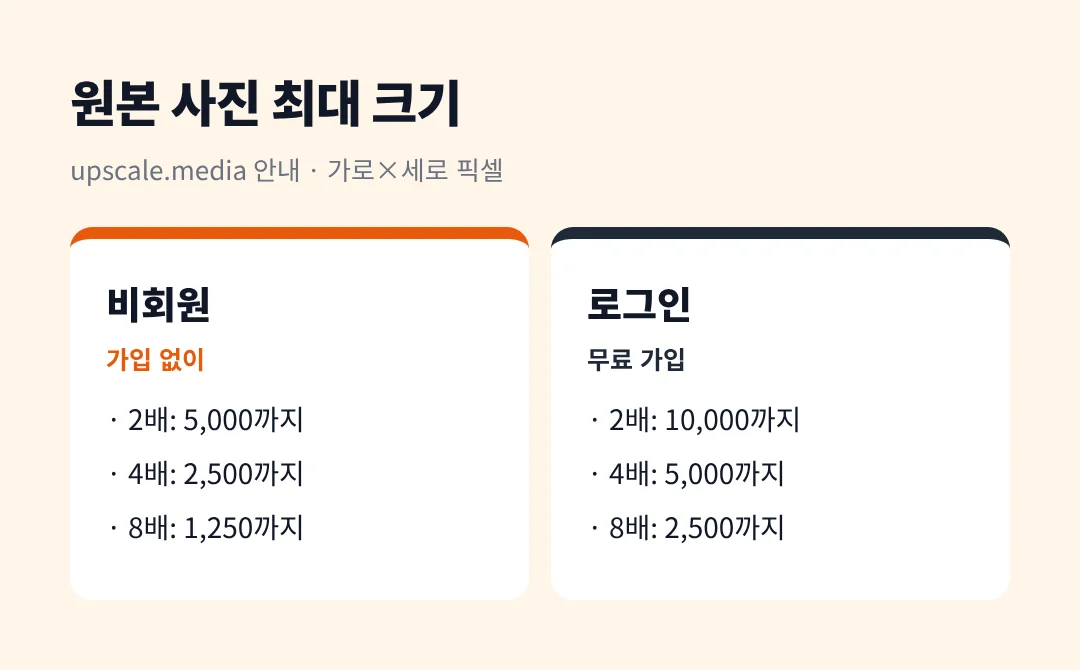 원본 사진 최대 크기
upscale.media 안내 · 가로×세로 픽셀
비회원
가입 없이
· 2배: 5,000까지
· 4배: 2,500까지
· 8배: 1,250까지
로그인
무료 가입
· 2배: 10,000까지
· 4배: 5,000까지
· 8배: 2,500까지